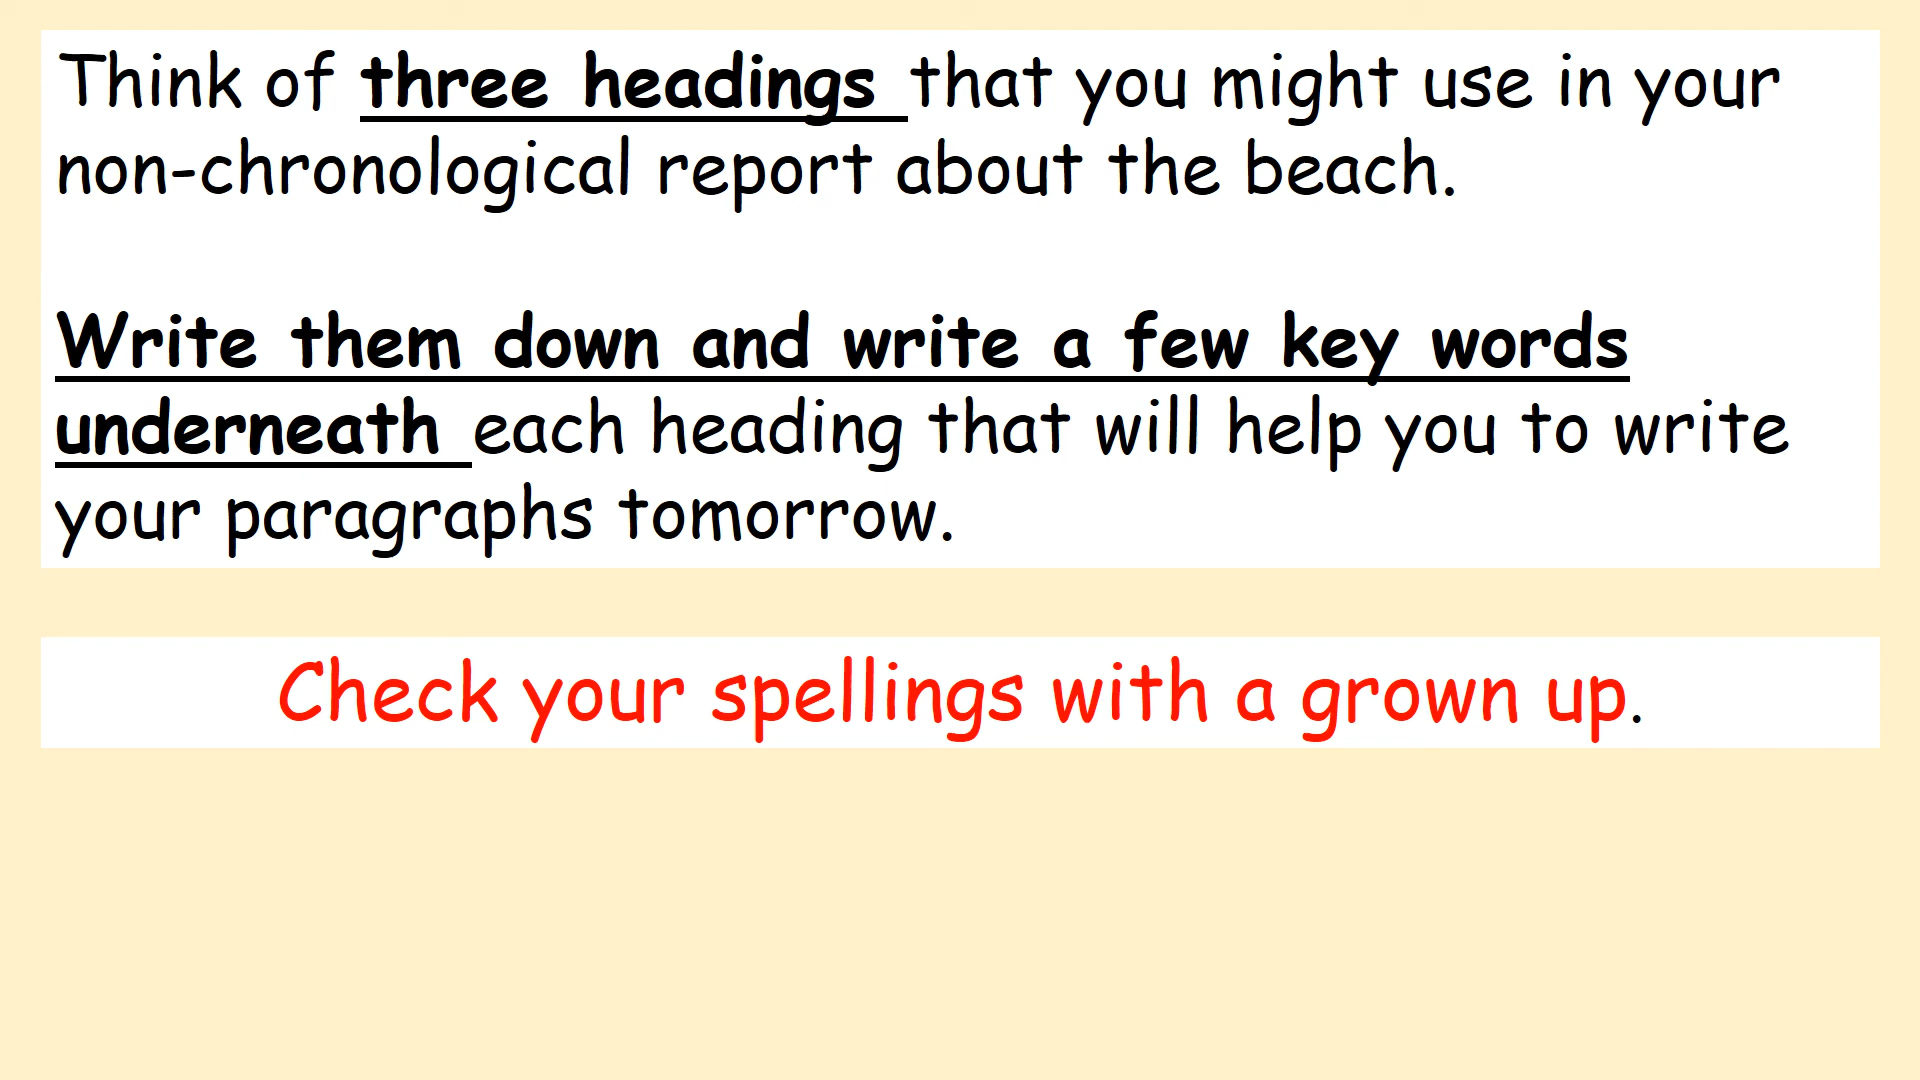 Think of three headings that you might use in your
non-chronological report about the beach.
Write them down and write a few key words
underneath each heading that will help you to write
your paragraphs tomorrow.
Check your spellings with a grown up.